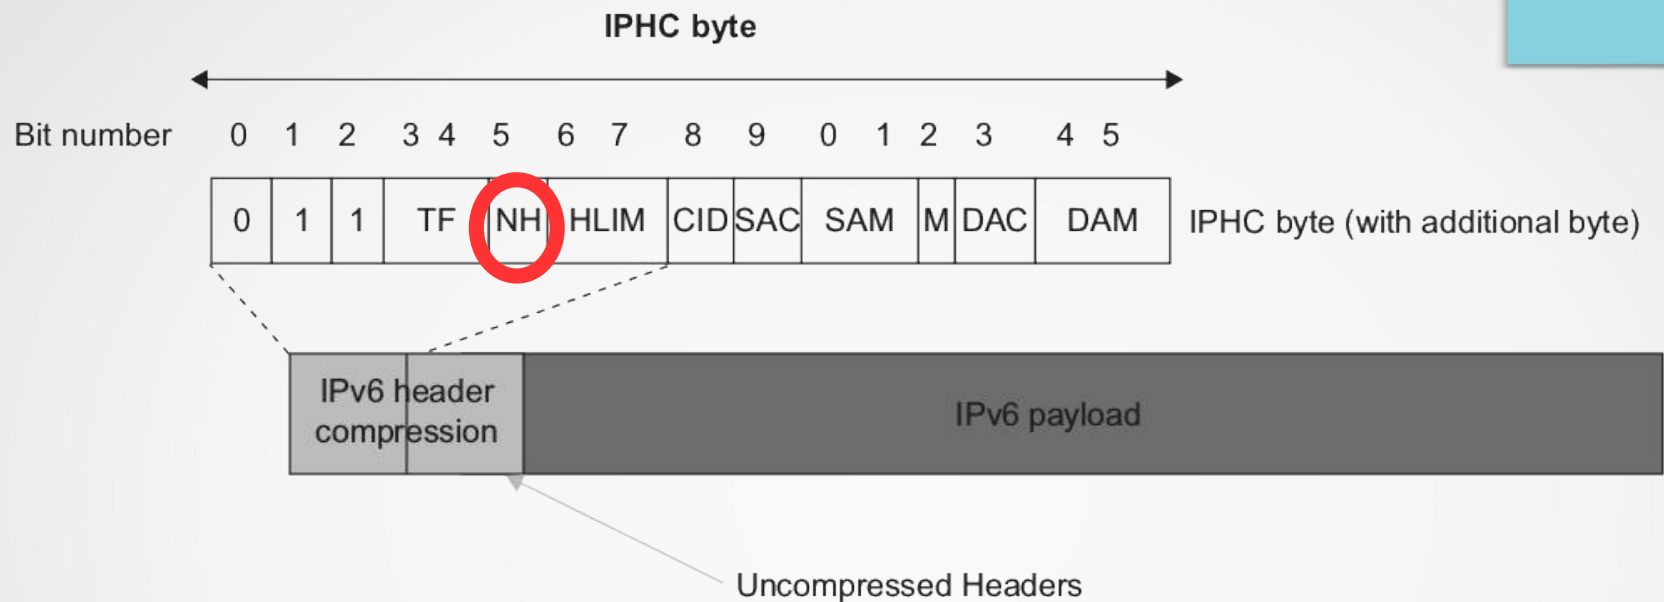 IPHC byte
Bit number 0 1 2 3 4 5 6 7 8 9 0 1 2 3 4 5
0 1 1 TF NH HLIM CID SAC SAM M DAC DAM IPHC byte (with additional byte)
IPv6 header
compression
IPv6 payload
Uncompressed Headers